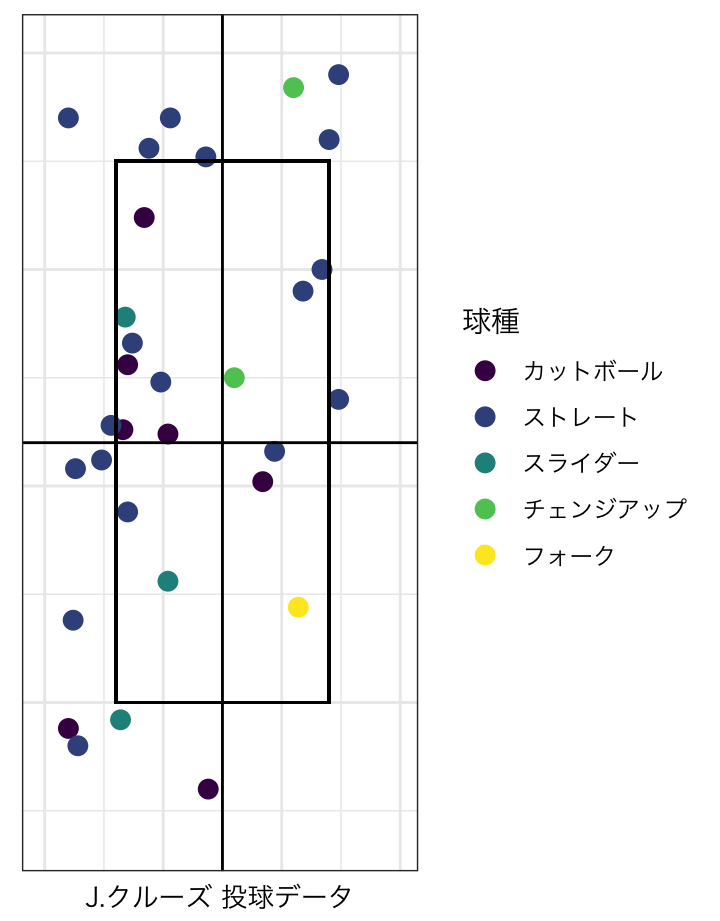 球種
カットボール
ストレート
スライダー
チェンジアップ
フォーク
J.クルーズ 投球データ